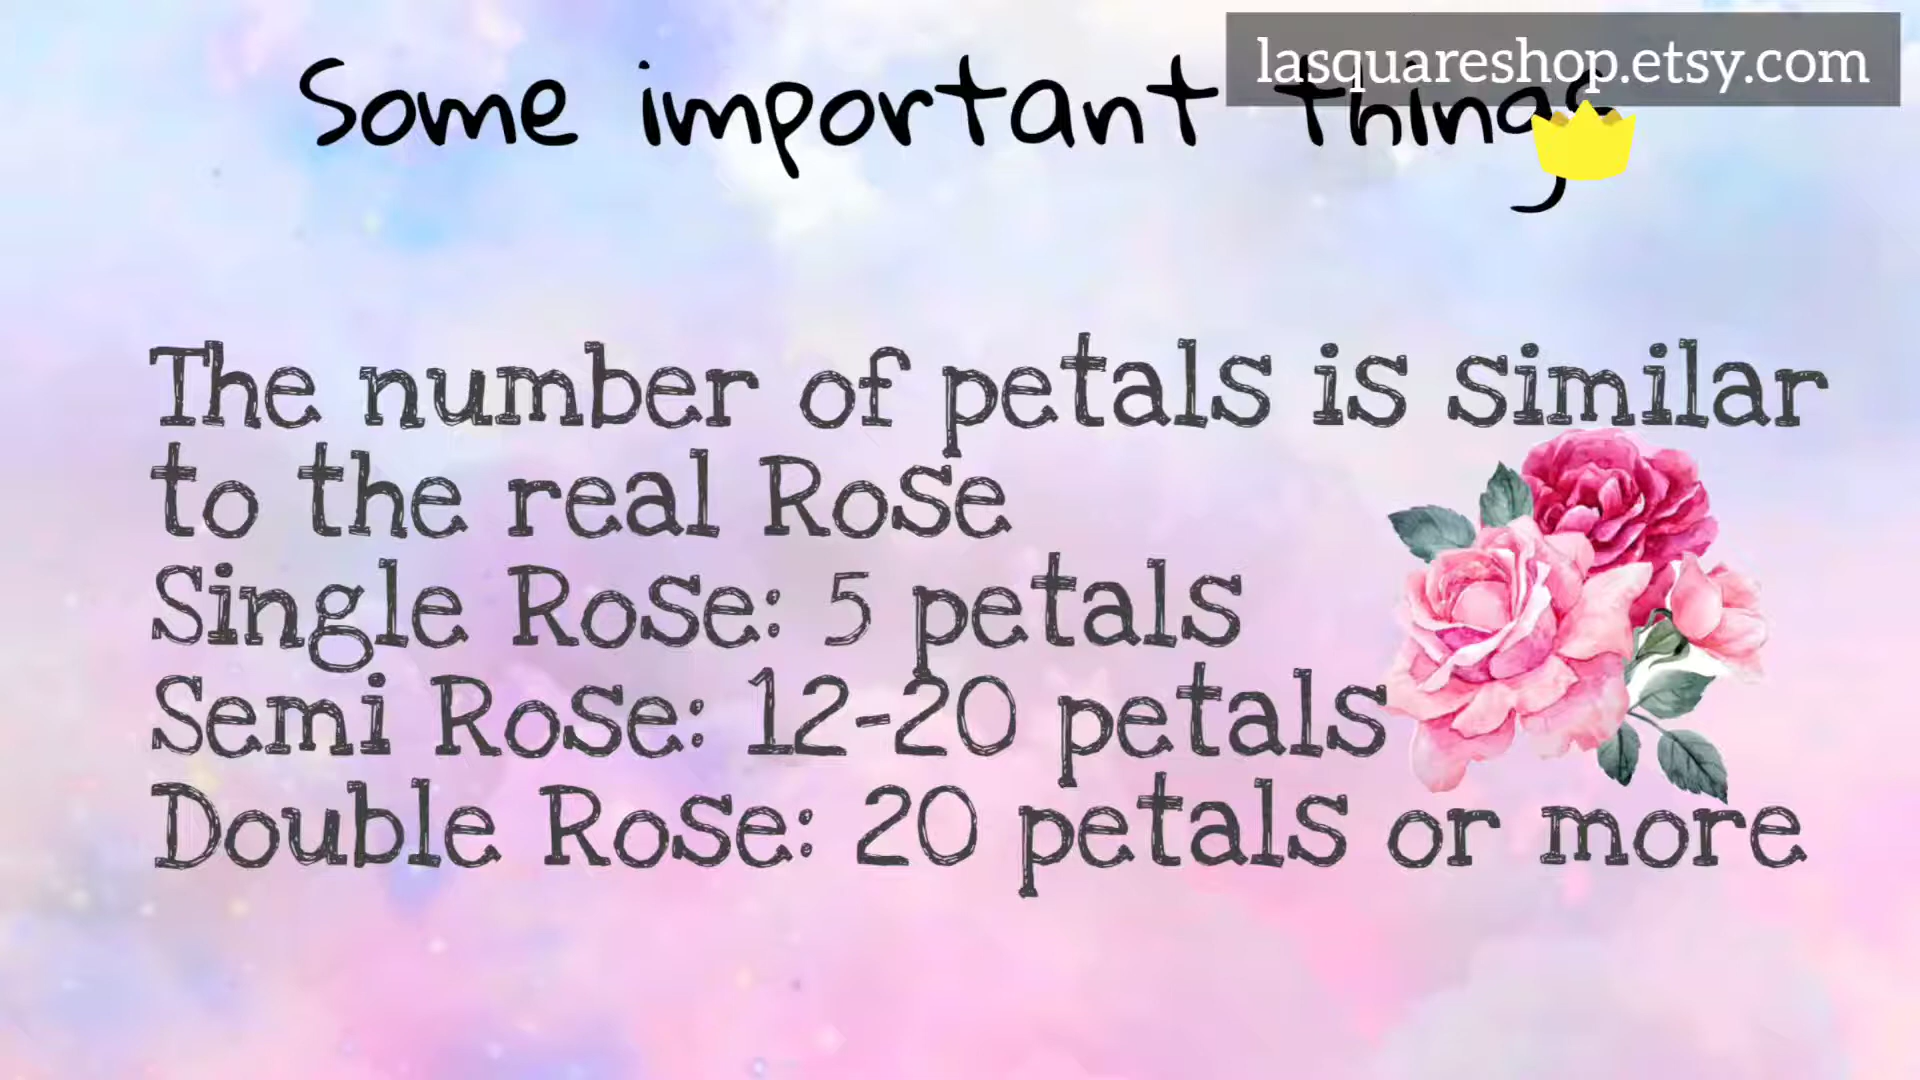 lasquareshop.etsy.com
Some important things
The number of petals is similar
to the real Rose
Single Rose: 5 petals
Semi Rose: 12-20 petals
Double Rose: 20 petals or more